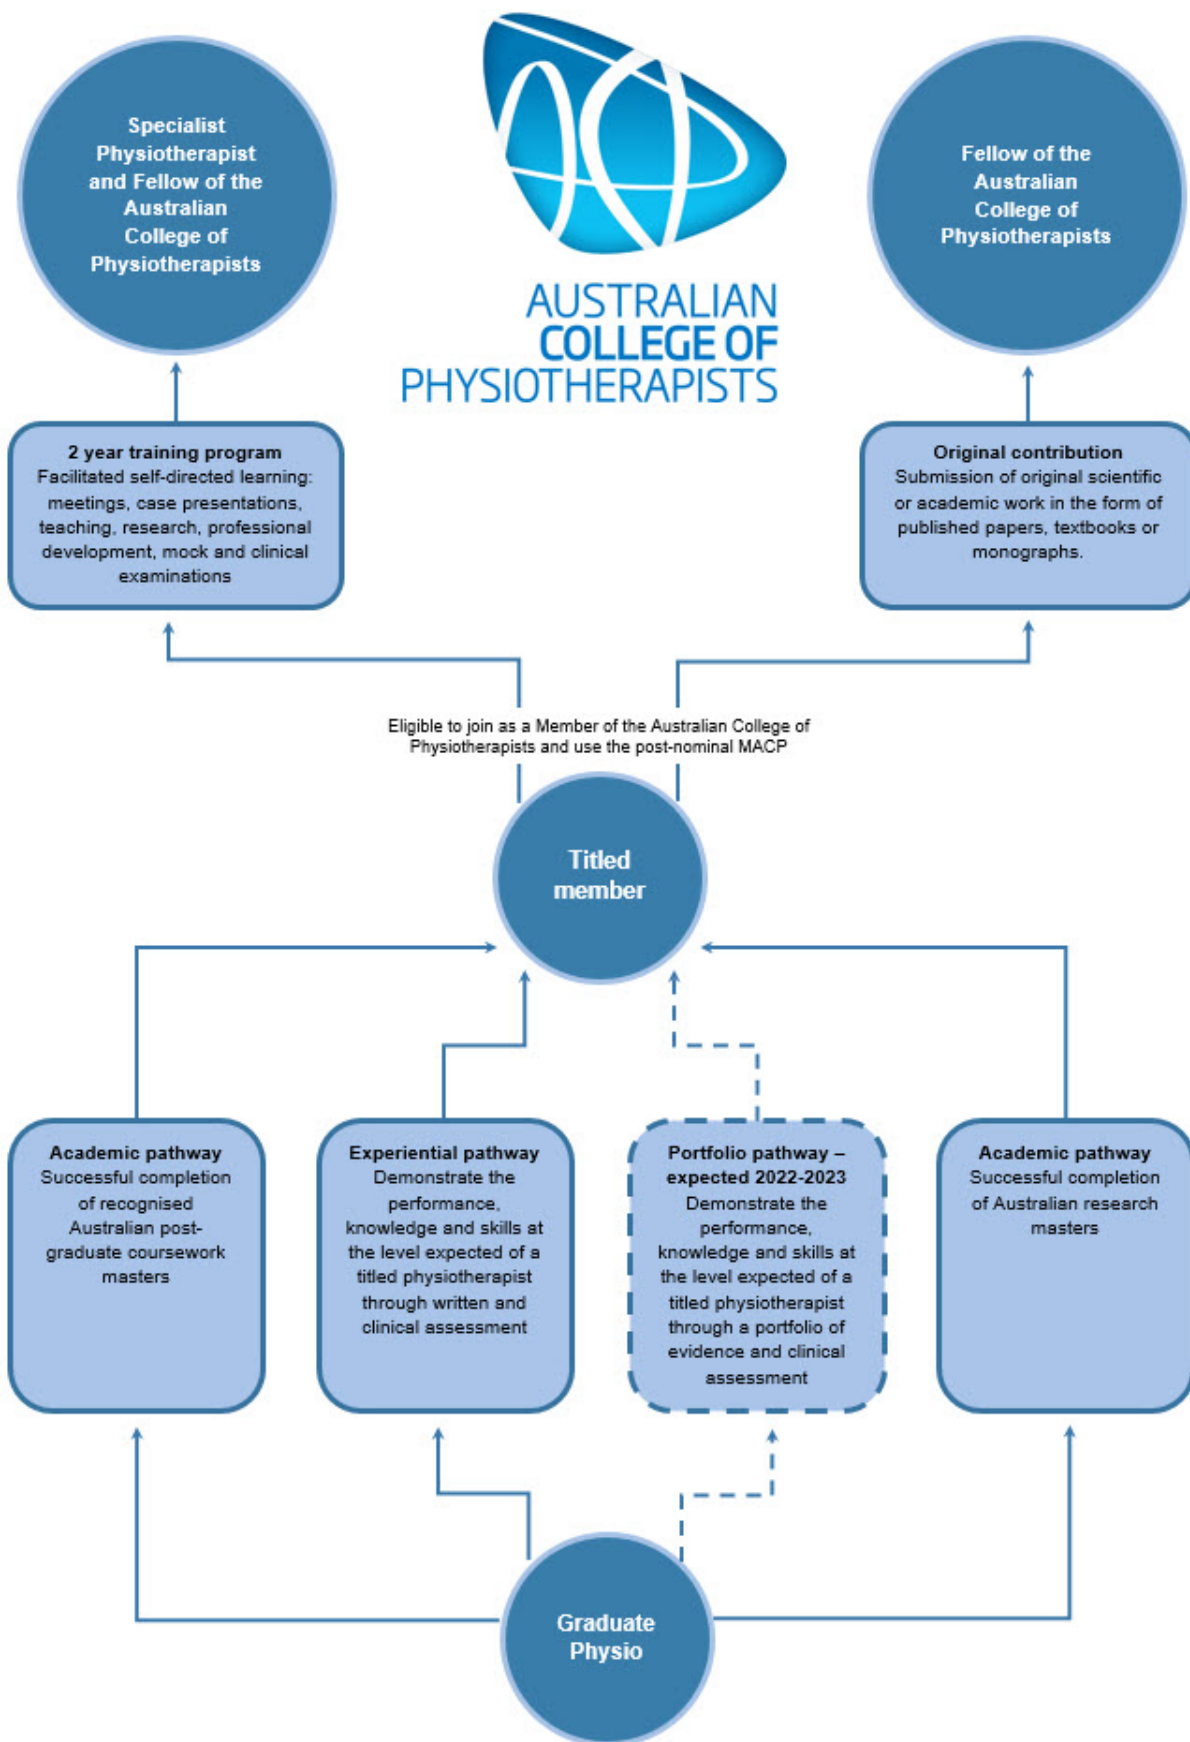 Specialist
Physiotherapist
and Fellow of the
Australian
College of
Physiotherapists
AUSTRALIAN
COLLEGE OF
PHYSIOTHERAPISTS
Fellow of the
Australian
College of
Physiotherapists
2 year training program
Facilitated self-directed learning:
meetings, case presentations,
teaching, research, professional
development, mock and clinical
examinations
Original contribution
Submission of original scientific
or academic work in the form of
published papers, textbooks or
monographs.
Eligible to join as a Member of the Australian College of
Physiotherapists and use the post-nominal MACP
Titled
member
Academic pathway
Successful completion
of recognised
Australian post-
graduate coursework
masters
Experiential pathway
Demonstrate the
performance,
knowledge and skills at
the level expected of a
titled physiotherapist
through written and
clinical assessment
Portfolio pathway –
expected 2022-2023
Demonstrate the
performance,
knowledge and skills at
the level expected of a
titled physiotherapist
through a portfolio of
evidence and clinical
assessment
Academic pathway
Successful completion
of Australian research
masters
Graduate
Physio